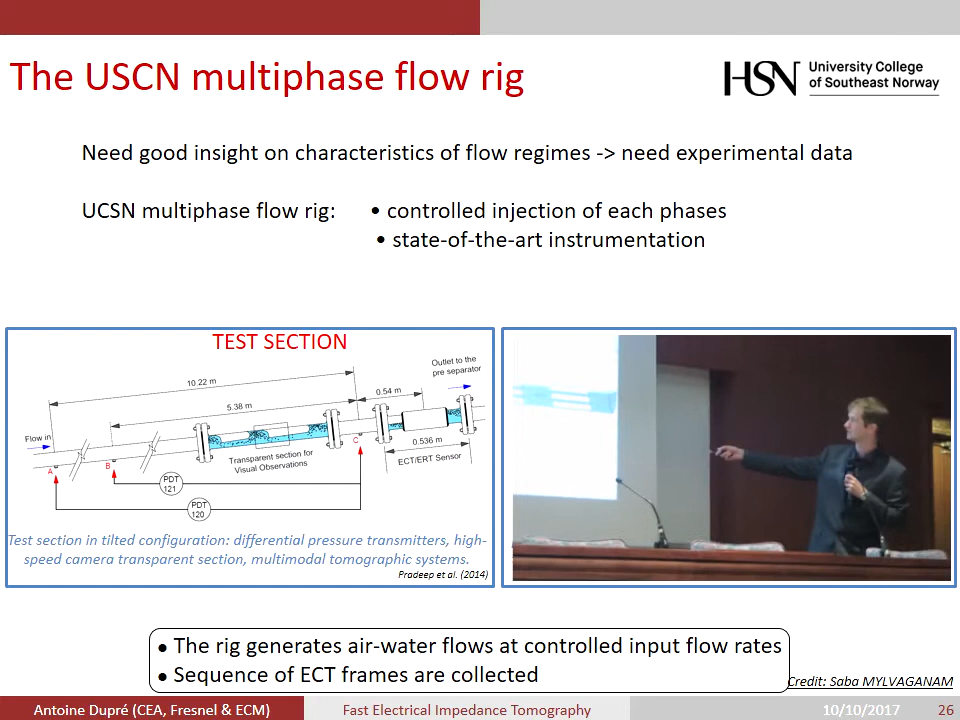 The USCN multiphase flow rig
HSN University College
of Southeast Norway
Need good insight on characteristics of flow regimes -> need experimental data
UCSN multiphase flow rig: • controlled injection of each phases
• state-of-the-art instrumentation
TEST SECTION
10.22 m
5.38 m
0.54 m
Outlet to the
pre separator
Flow in
A
B
C
Transparent section for
Visual Observations
0.536 m
ECT/ERT Sensor
PDT
121
PDT
120
Test section in tilted configuration: differential pressure transmitters, high-
speed camera transparent section, multimodal tomographic systems.
Pradeep et al. (2014)
• The rig generates air-water flows at controlled input flow rates
• Sequence of ECT frames are collected
Credit: Saba MYLVAGANAM
Antoine Dupré (CEA, Fresnel & ECM) Fast Electrical Impedance Tomography 10/10/2017 26